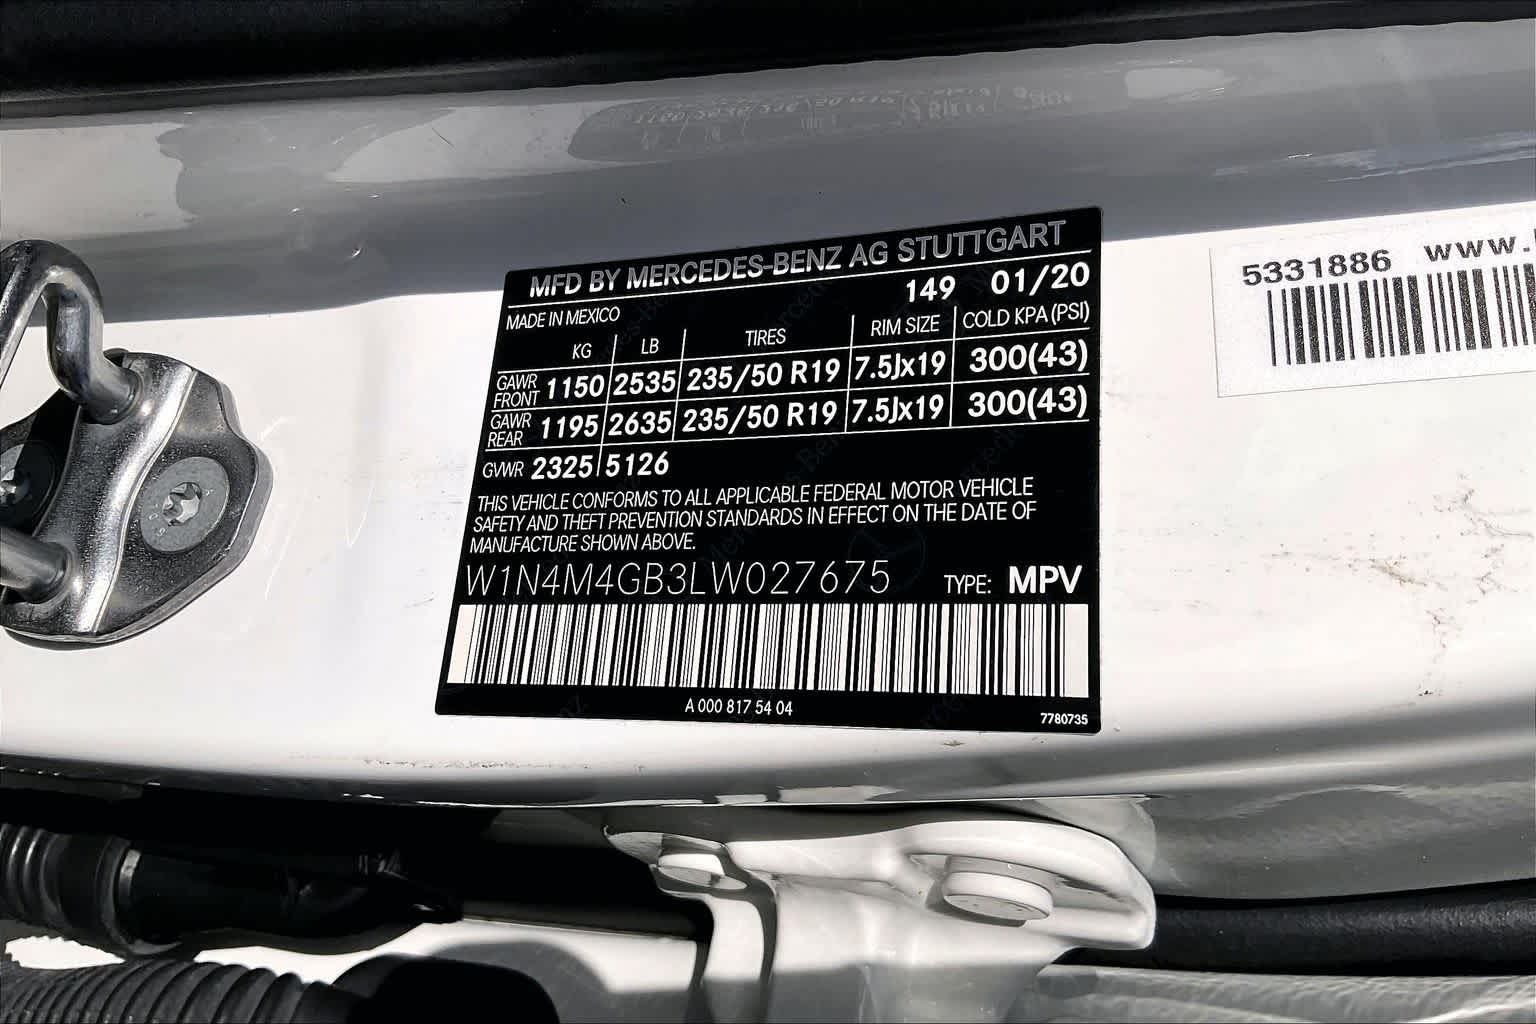 MFD BY MERCEDES-BENZ AG STUTTGART
149 01/20
MADE IN MEXICO
KG LB TIRES RIM SIZE COLD KPA (PSI)
GAWR FRONT 1150 2535 235/50 R19 7.5Jx19 300(43)
GAWR REAR 1195 2635 235/50 R19 7.5Jx19 300(43)
GVWR 2325 5126
THIS VEHICLE CONFORMS TO ALL APPLICABLE FEDERAL MOTOR VEHICLE
SAFETY AND THEFT PREVENTION STANDARDS IN EFFECT ON THE DATE OF
MANUFACTURE SHOWN ABOVE.
W1N4M4GB3LW027675 TYPE: MPV
A 000 817 54 04
7780735
5331886 www.